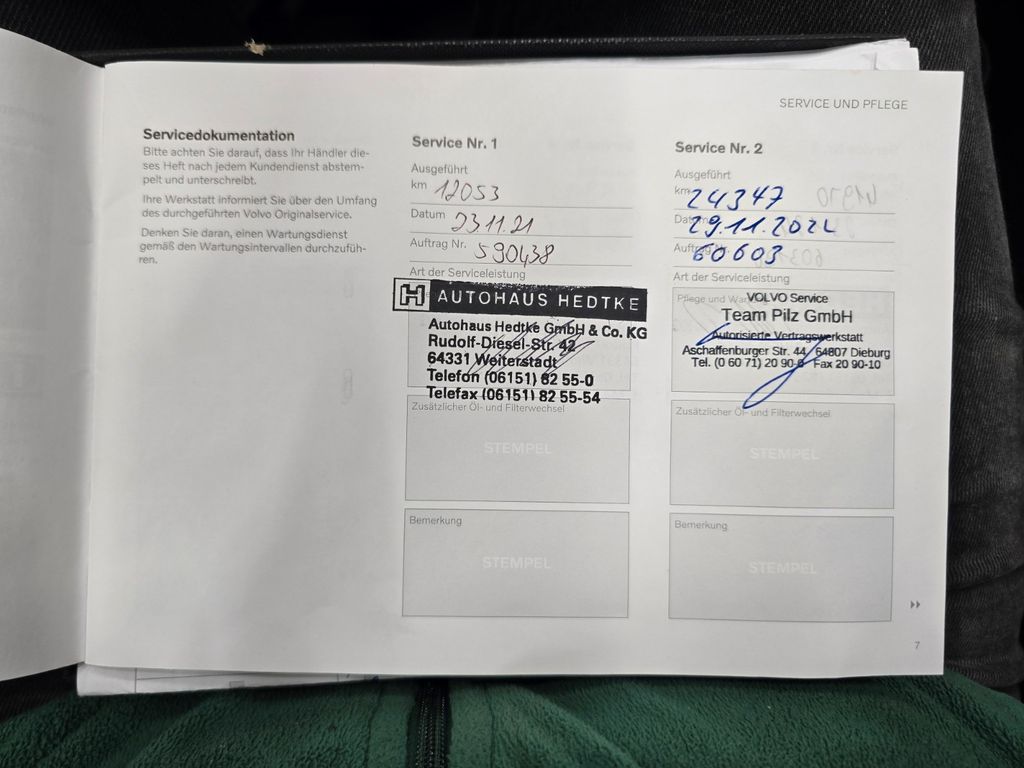 SERVICE UND PFLEGE
Servicedokumentation
Bitte achten Sie darauf, dass Ihr Händler die-
ses Heft nach jedem Kundendienst abstem-
pelt und unterschreibt.
Ihre Werkstatt informiert Sie über den Umfang
des durchgeführten Volvo Originalservice.
Denken Sie daran, einen Wartungsdienst
gemäß den Wartungsintervallen durchzufüh-
ren.
Service Nr. 1
Ausgeführt
km 12053
Datum 23.11.21
Auftrag Nr. 590438
Art der Serviceleistung
H AUTOHAUS HEDTKE
Autohaus Hedtke GmbH & Co. KG
Rudolf-Diesel-Str. 42
64331 Weiterstadt
Telefon (06151) 82 55-0
Telefax (06151) 82 55-54
Zusätzlicher Öl- und Filterwechsel
STEMPEL
Bemerkung
STEMPEL
Service Nr. 2
Ausgeführt
km 24347
Datum 29.11.2022
Auftrag Nr. 60603
Art der Serviceleistung
Pflege und
VOLVO Service
Team Pilz GmbH
Autorisierte Vertragswerkstatt
Aschaffenburger Str. 44 64807 Dieburg
Tel. (0 60 71) 20 90-0 Fax 20 90-10
Zusätzlicher Öl- und Filterwechsel
STEMPEL
Bemerkung
STEMPEL
7